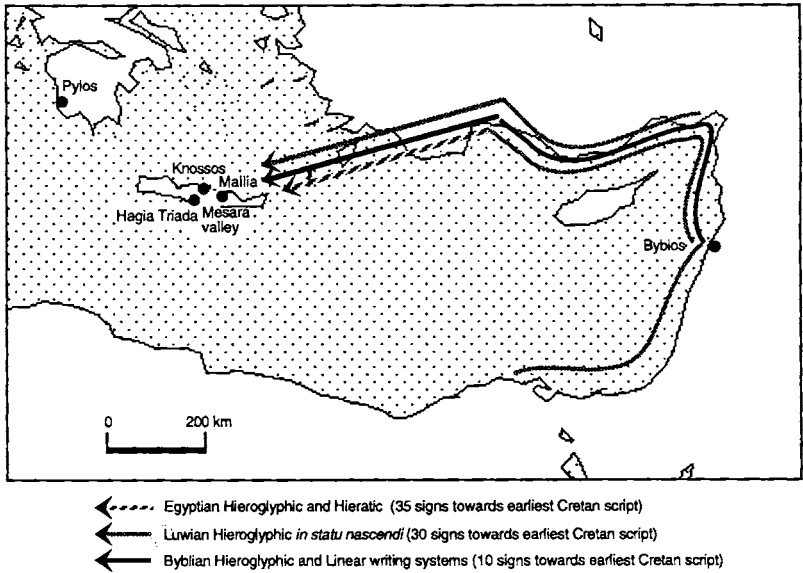 Pylos
Knossos
Mallia
Hagia Triada
Mesara
valley
Bybios
0
200 km
Egyptian Hieroglyphic and Hieratic (35 signs towards earliest Cretan script)
Luwian Hieroglyphic in statu nascendi (30 signs towards earliest Cretan script)
Byblian Hieroglyphic and Linear writing systems (10 signs towards earliest Cretan script)